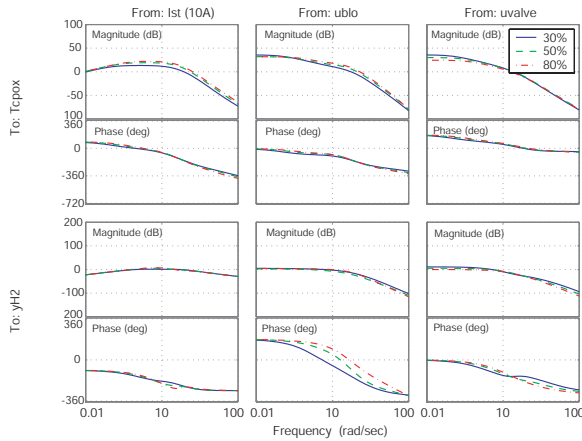 From: Ist (10A)
From: ublo
From: uvalve
To: Tcpox
100
50
0
50
100
Magnitude (dB)
Magnitude (dB)
Magnitude (dB)
30%
50%
80%
360
0
-360
-720
Phase (deg)
Phase (deg)
Phase (deg)
To: yH2
200
100
0
-100
200
Magnitude (dB)
Magnitude (dB)
Magnitude (dB)
360
0
-360
Phase (deg)
Phase (deg)
Phase (deg)
0.01
10
100
0.01
10
100
0.01
10
100
Frequency (rad/sec)